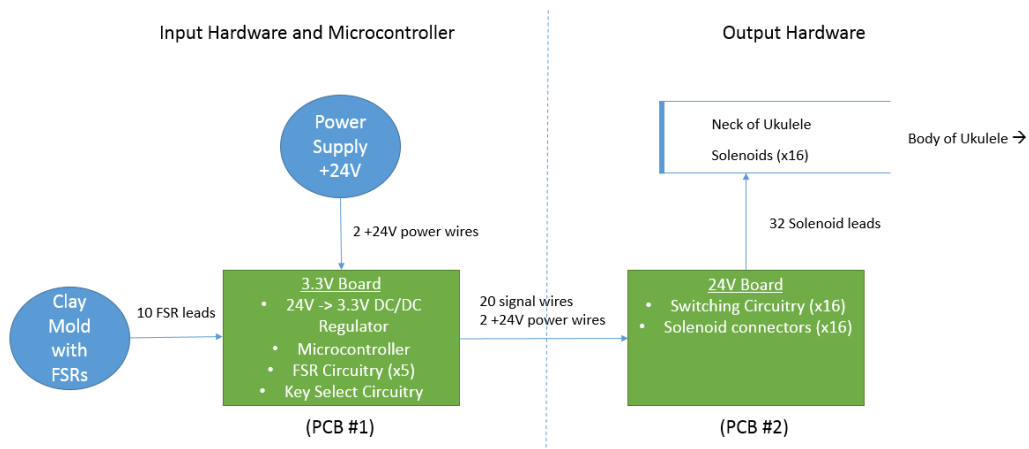 Input Hardware and Microcontroller
Output Hardware
Power
Supply
+24V
Neck of Ukulele
Solenoids (x16)
Body of Ukulele →
2 +24V power wires
32 Solenoid leads
Clay
Mold
with
FSRs
10 FSR leads
3.3V Board
• 24V -> 3.3V DC/DC
Regulator
• Microcontroller
• FSR Circuitry (x5)
• Key Select Circuitry
(PCB #1)
20 signal wires
2 +24V power wires
24V Board
• Switching Circuitry (x16)
• Solenoid connectors (x16)
(PCB #2)